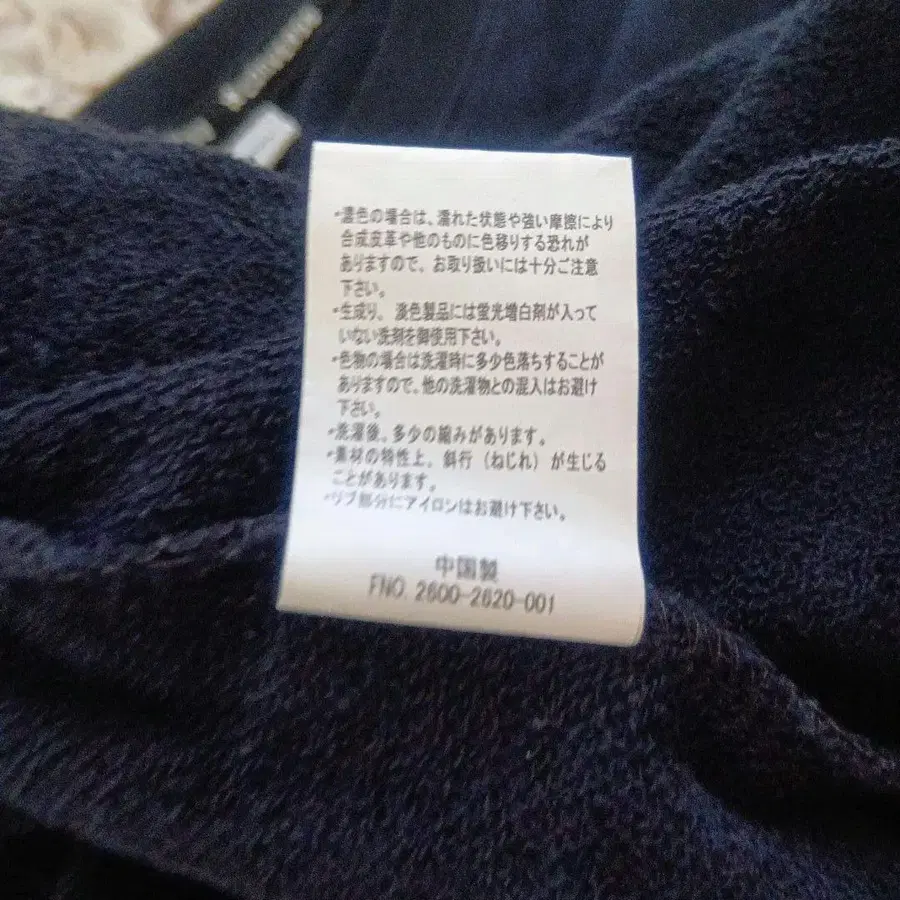 ・濃色の場合は、濡れた状態や強い摩擦により
合成皮革や他のものに色移りする恐れが
ありますので、お取り扱いには十分ご注意
下さい。
・生成り、淡色製品には蛍光増白剤が入って
いない洗剤を御使用下さい。
・色物の場合は洗濯時に多少色落ちすることが
ありますので、他の洗濯物との混入はお避け
下さい。
・洗濯後、多少の縮みがあります。
・素材の特性上、斜行（ねじれ）が生じる
ことがあります。
・リブ部分にアイロンはお避け下さい。
中国製
FNO. 2600-2620-001